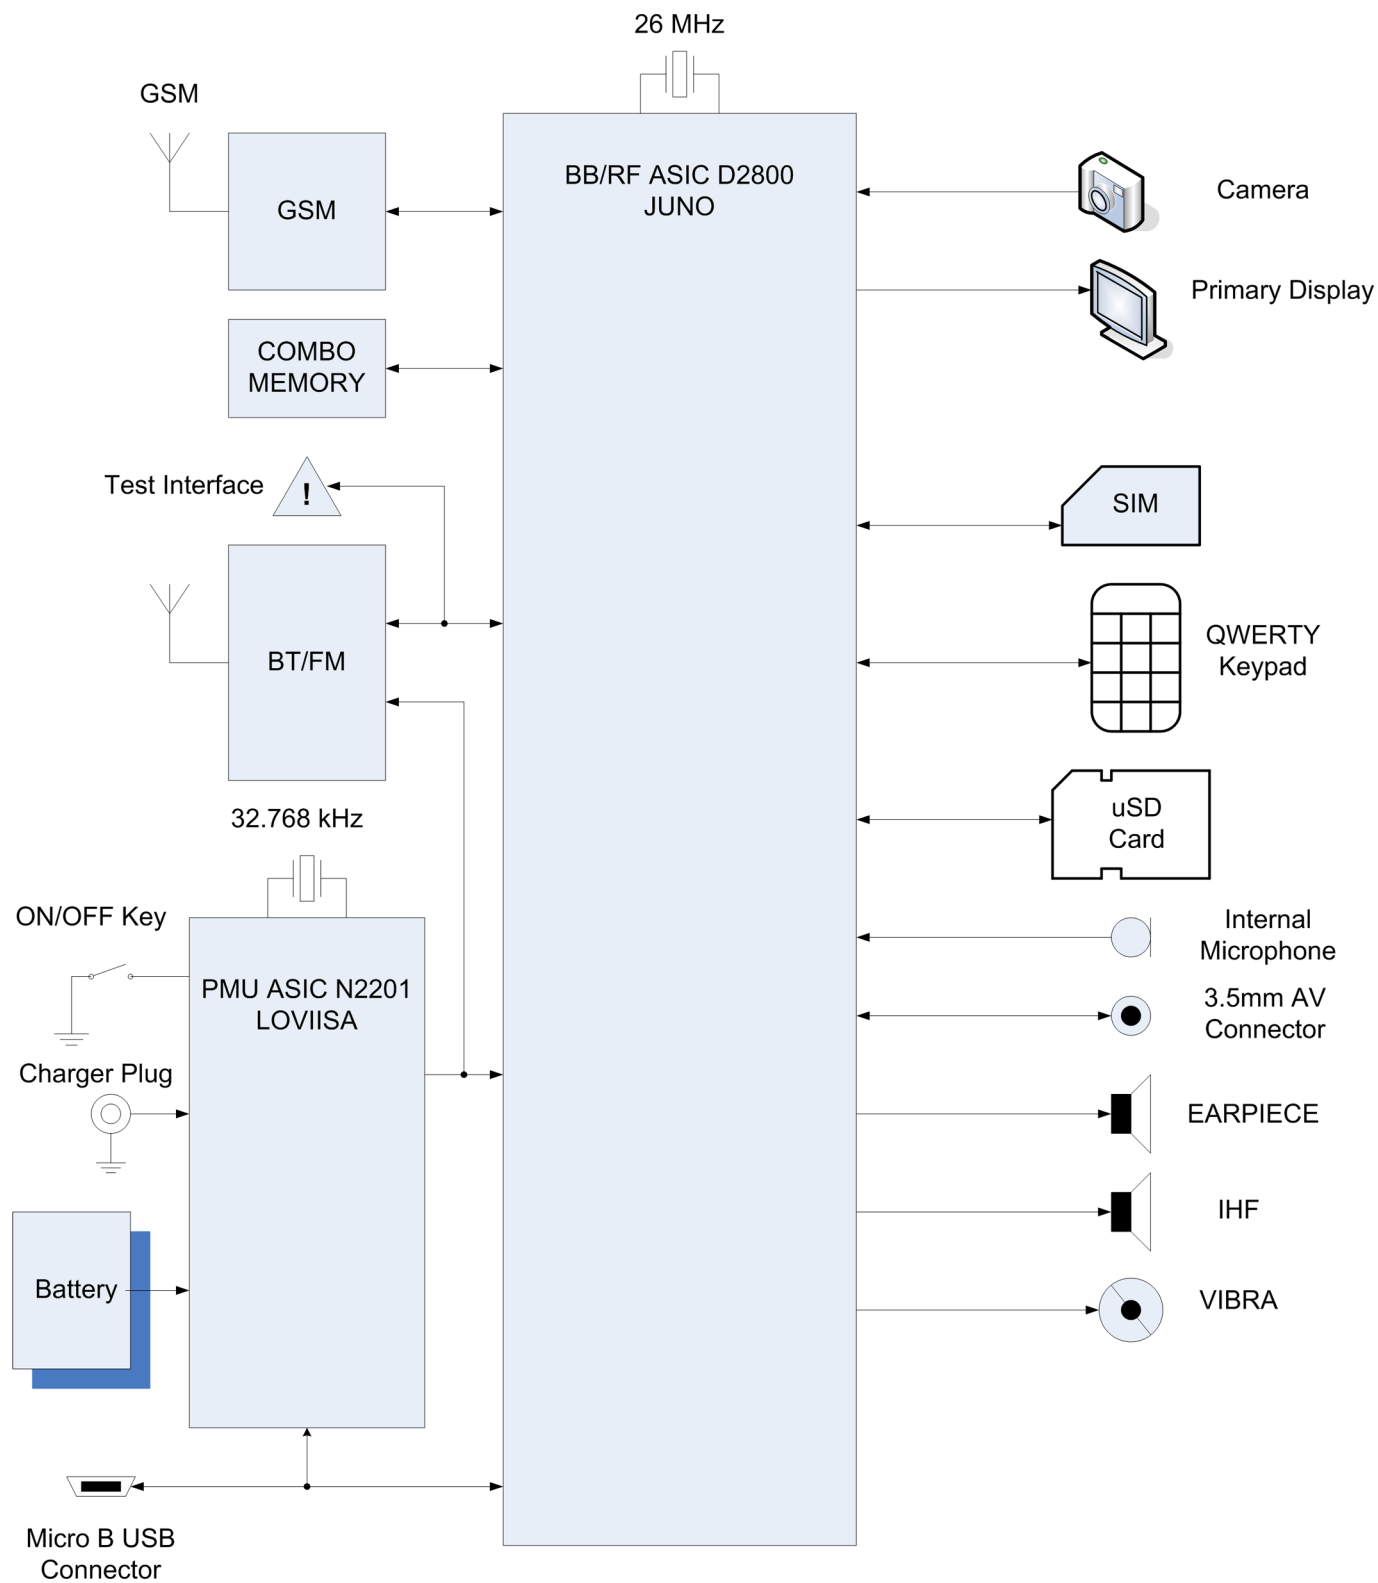 26 MHz
GSM
GSM
BB/RF ASIC D2800
JUNO
Camera
Primary Display
COMBO
MEMORY
Test Interface
!
SIM
BT/FM
QWERTY
Keypad
32.768 kHz
uSD
Card
ON/OFF Key
Internal
Microphone
PMU ASIC N2201
LOVIISA
3.5mm AV
Connector
Charger Plug
EARPIECE
IHF
Battery
VIBRA
Micro B USB
Connector